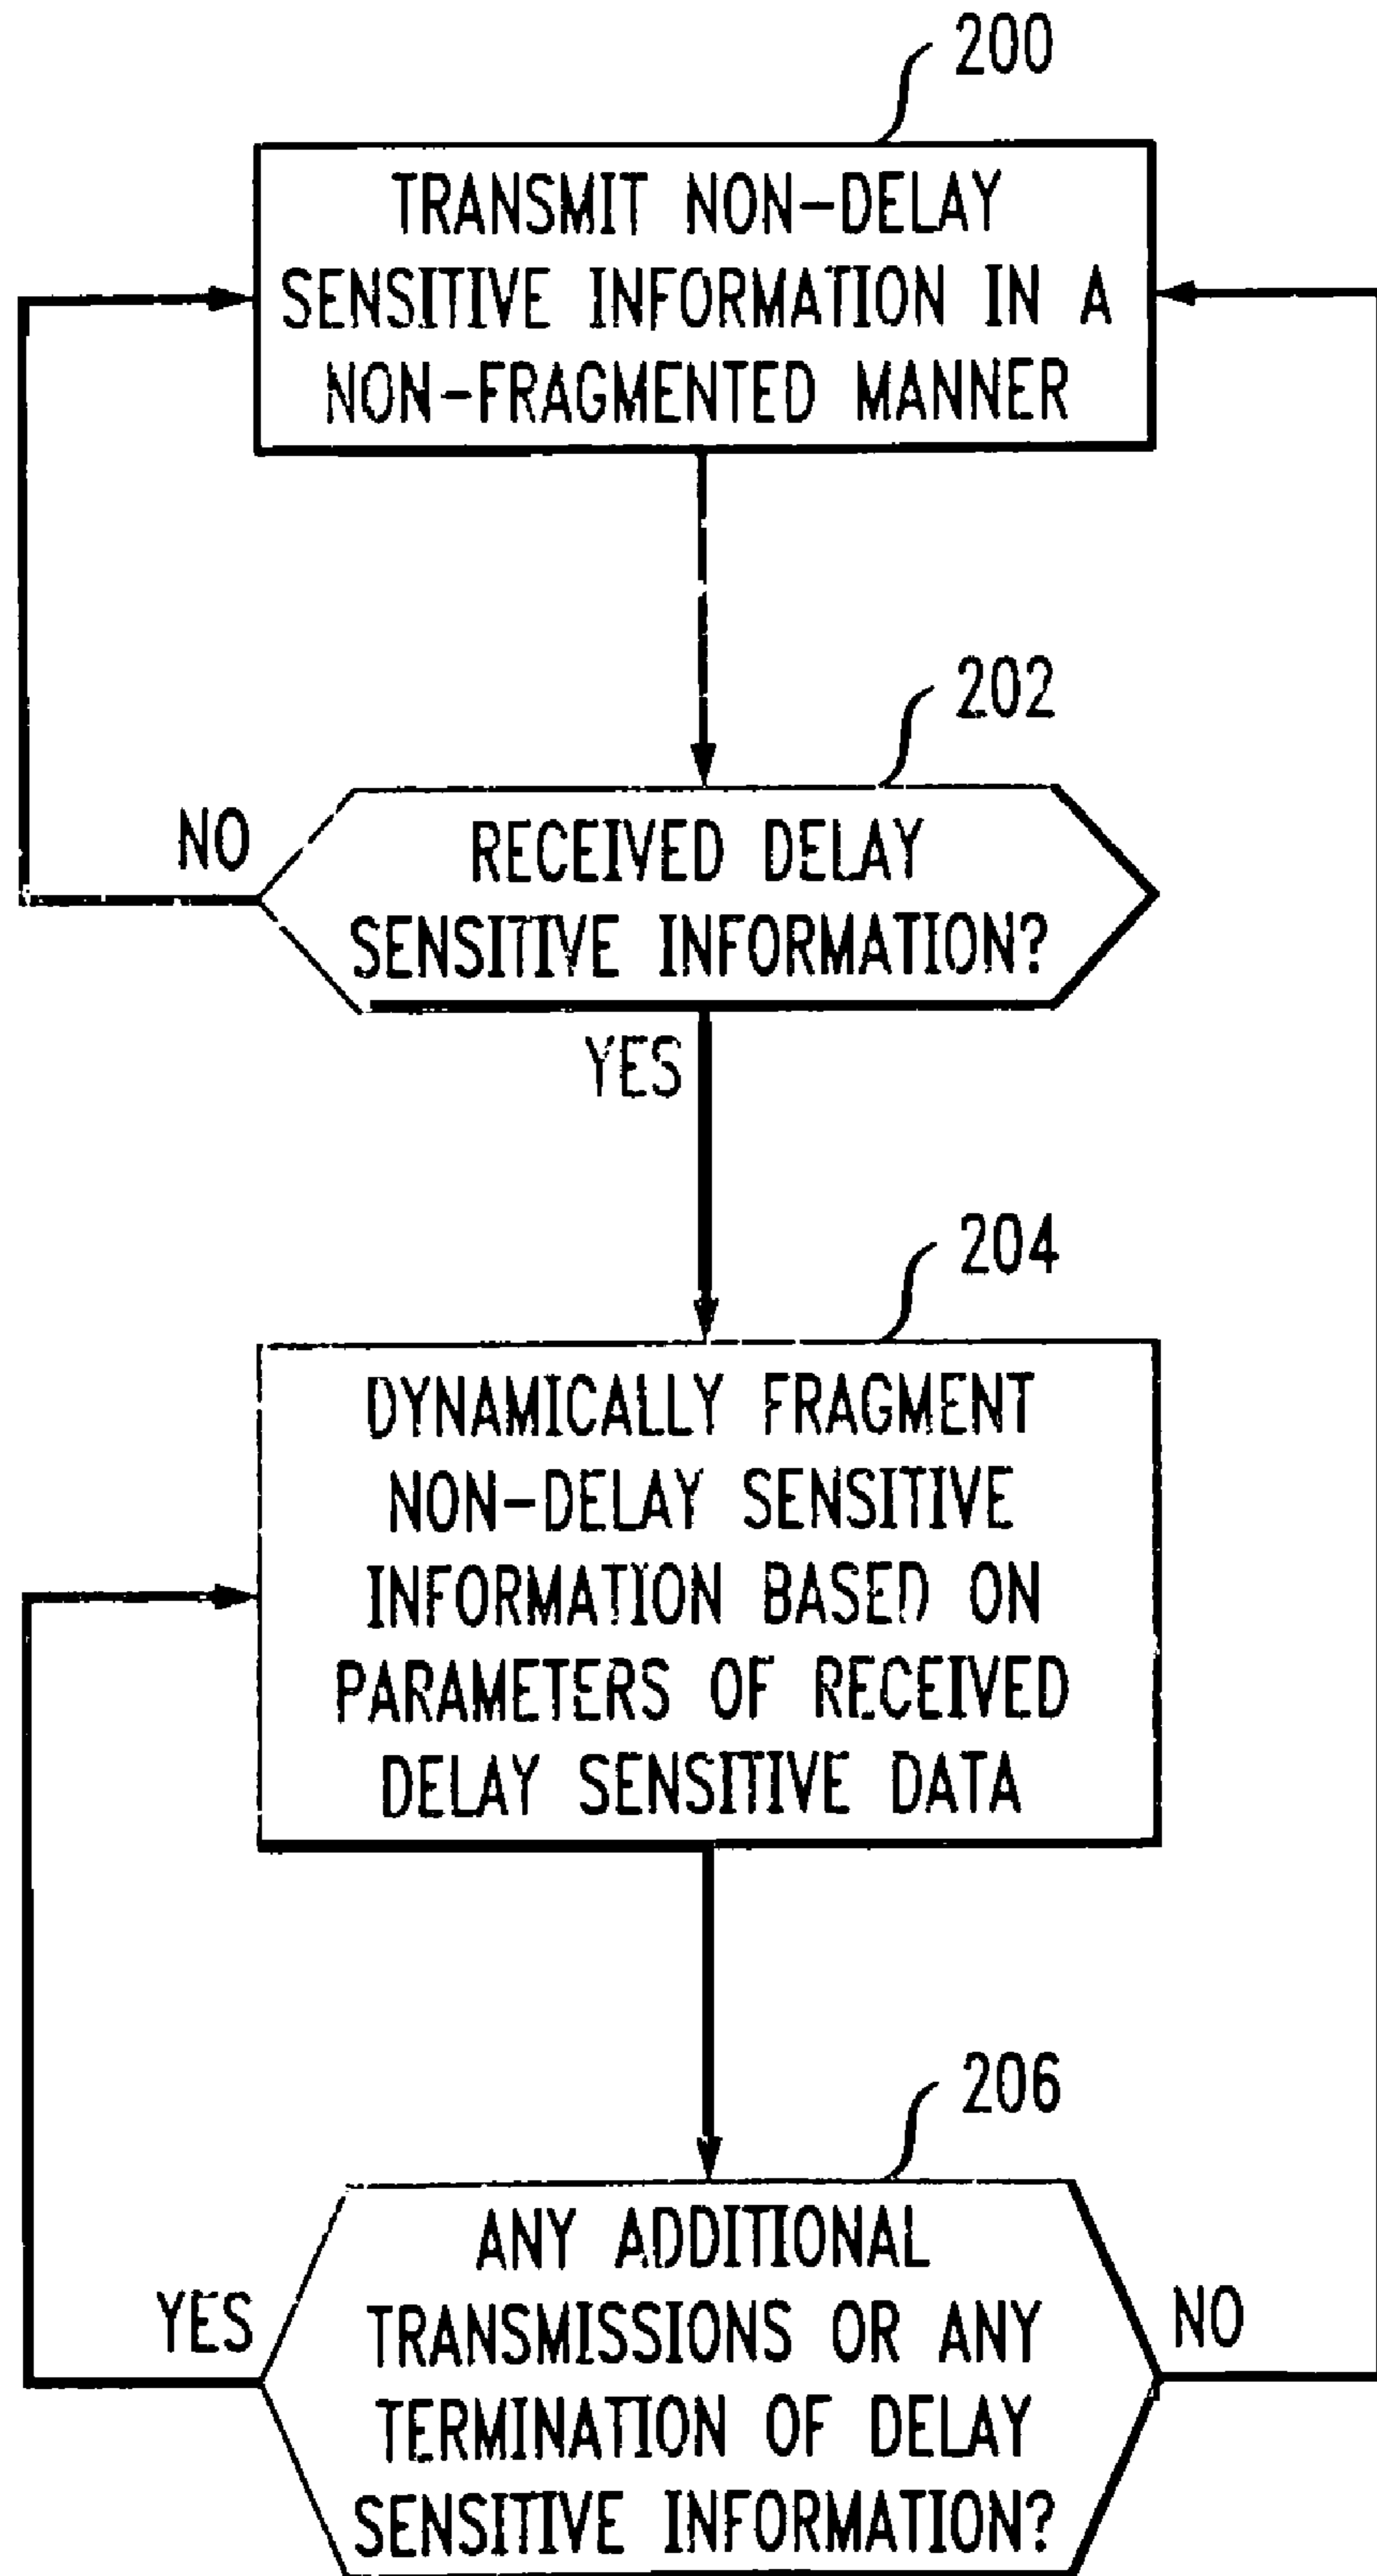 200
TRANSMIT NON-DELAY
SENSITIVE INFORMATION IN A
NON-FRAGMENTED MANNER
202
NO
RECEIVED DELAY
SENSITIVE INFORMATION?
YES
204
DYNAMICALLY FRAGMENT
NON-DELAY SENSITIVE
INFORMATION BASED ON
PARAMETERS OF RECEIVED
DELAY SENSITIVE DATA
206
YES
ANY ADDITIONAL
TRANSMISSIONS OR ANY
TERMINATION OF DELAY
SENSITIVE INFORMATION?
NO